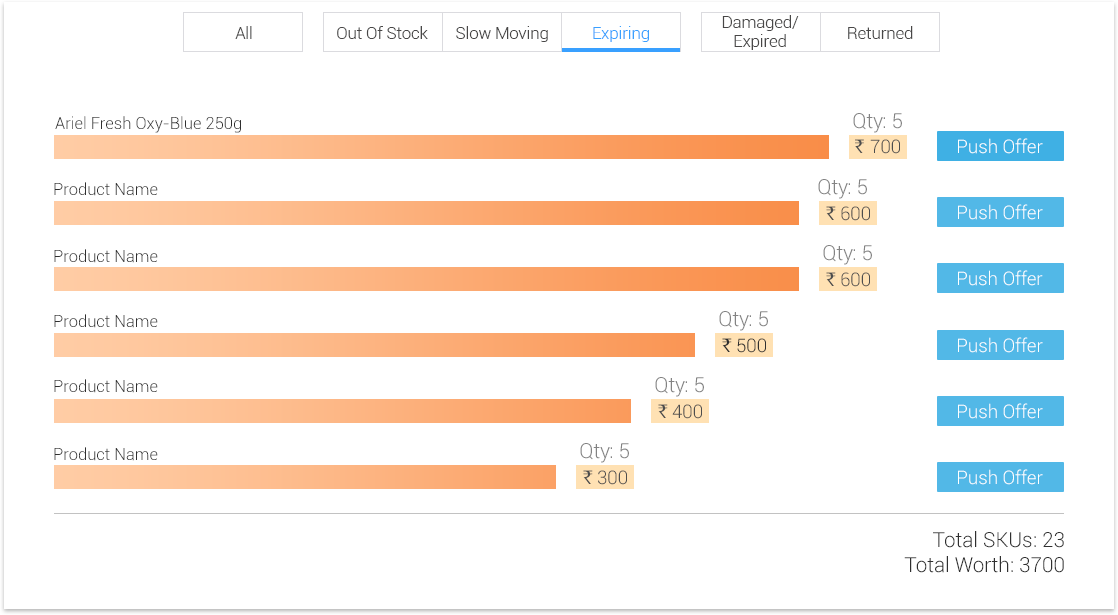 All
Out Of Stock
Slow Moving
Expiring
Damaged/
Expired
Returned
Ariel Fresh Oxy-Blue 250g
Qty: 5
₹ 700
Push Offer
Product Name
Qty: 5
₹ 600
Push Offer
Product Name
Qty: 5
₹ 600
Push Offer
Product Name
Qty: 5
₹ 500
Push Offer
Product Name
Qty: 5
₹ 400
Push Offer
Product Name
Qty: 5
₹ 300
Push Offer
Total SKUs: 23
Total Worth: 3700